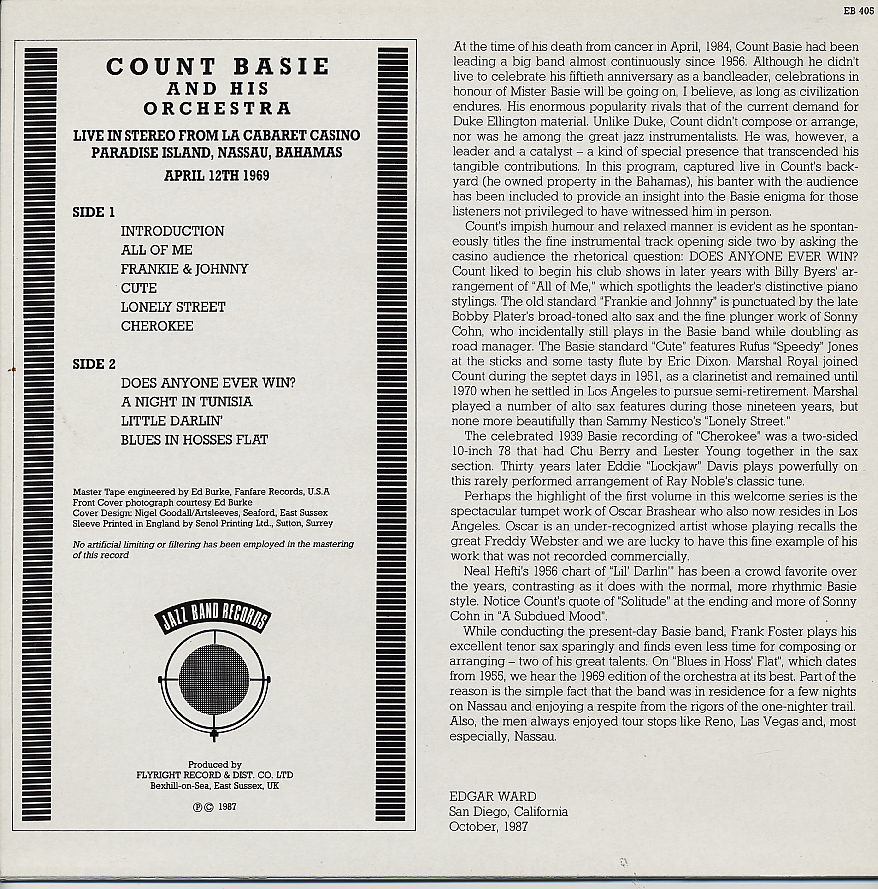 EB 405
COUNT BASIE
AND HIS
ORCHESTRA
LIVE IN STEREO FROM LA CABARET CASINO
PARADISE ISLAND, NASSAU, BAHAMAS
APRIL 12TH 1969
SIDE 1
INTRODUCTION
ALL OF ME
FRANKIE & JOHNNY
CUTE
LONELY STREET
CHEROKEE
SIDE 2
DOES ANYONE EVER WIN?
A NIGHT IN TUNISIA
LITTLE DARLIN'
BLUES IN HOSSES FLAT
Master Tape engineered by Ed Burke, Fanfare Records, U.S.A
Front Cover photograph courtesy Ed Burke
Cover Design: Nigel Goodall/Artsleeves, Seaford, East Sussex
Sleeve Printed in England by Senol Printing Ltd., Sutton, Surrey
No artificial limiting or filtering has been employed in the mastering
of this record
JAZZ BAND RECORDS
Produced by
FLYRIGHT RECORD & DIST. CO. LTD
Bexhill-on-Sea, East Sussex, UK
℗ © 1987
At the time of his death from cancer in April, 1984, Count Basie had been
leading a big band almost continuously since 1956. Although he didn't
live to celebrate his fiftieth anniversary as a bandleader, celebrations in
honour of Mister Basie will be going on, I believe, as long as civilization
endures. His enormous popularity rivals that of the current demand for
Duke Ellington material. Unlike Duke, Count didn't compose or arrange,
nor was he among the great jazz instrumentalists. He was, however, a
leader and a catalyst – a kind of special presence that transcended his
tangible contributions. In this program, captured live in Count's back-
yard (he owned property in the Bahamas), his banter with the audience
has been included to provide an insight into the Basie enigma for those
listeners not privileged to have witnessed him in person.
Count's impish humour and relaxed manner is evident as he spontan-
eously titles the fine instrumental track opening side two by asking the
casino audience the rhetorical question: DOES ANYONE EVER WIN?
Count liked to begin his club shows in later years with Billy Byers' ar-
rangement of "All of Me," which spotlights the leader's distinctive piano
stylings. The old standard "Frankie and Johnny" is punctuated by the late
Bobby Plater's broad-toned alto sax and the fine plunger work of Sonny
Cohn, who incidentally still plays in the Basie band while doubling as
road manager. The Basie standard "Cute" features Rufus "Speedy" Jones
at the sticks and some tasty flute by Eric Dixon. Marshal Royal joined
Count during the septet days in 1951, as a clarinetist and remained until
1970 when he settled in Los Angeles to pursue semi-retirement. Marshal
played a number of alto sax features during those nineteen years, but
none more beautifully than Sammy Nestico's "Lonely Street."
The celebrated 1939 Basie recording of "Cherokee" was a two-sided
10-inch 78 that had Chu Berry and Lester Young together in the sax
section. Thirty years later Eddie "Lockjaw" Davis plays powerfully on
this rarely performed arrangement of Ray Noble's classic tune.
Perhaps the highlight of the first volume in this welcome series is the
spectacular tumpet work of Oscar Brashear who also now resides in Los
Angeles. Oscar is an under-recognized artist whose playing recalls the
great Freddy Webster and we are lucky to have this fine example of his
work that was not recorded commercially.
Neal Hefti's 1956 chart of "Lil' Darlin'" has been a crowd favorite over
the years, contrasting as it does with the normal, more rhythmic Basie
style. Notice Count's quote of "Solitude" at the ending and more of Sonny
Cohn in "A Subdued Mood".
While conducting the present-day Basie band, Frank Foster plays his
excellent tenor sax sparingly and finds even less time for composing or
arranging – two of his great talents. On "Blues in Hoss' Flat", which dates
from 1955, we hear the 1969 edition of the orchestra at its best. Part of the
reason is the simple fact that the band was in residence for a few nights
on Nassau and enjoying a respite from the rigors of the one-nighter trail.
Also, the men always enjoyed tour stops like Reno, Las Vegas and, most
especially, Nassau.
EDGAR WARD
San Diego, California
October, 1987